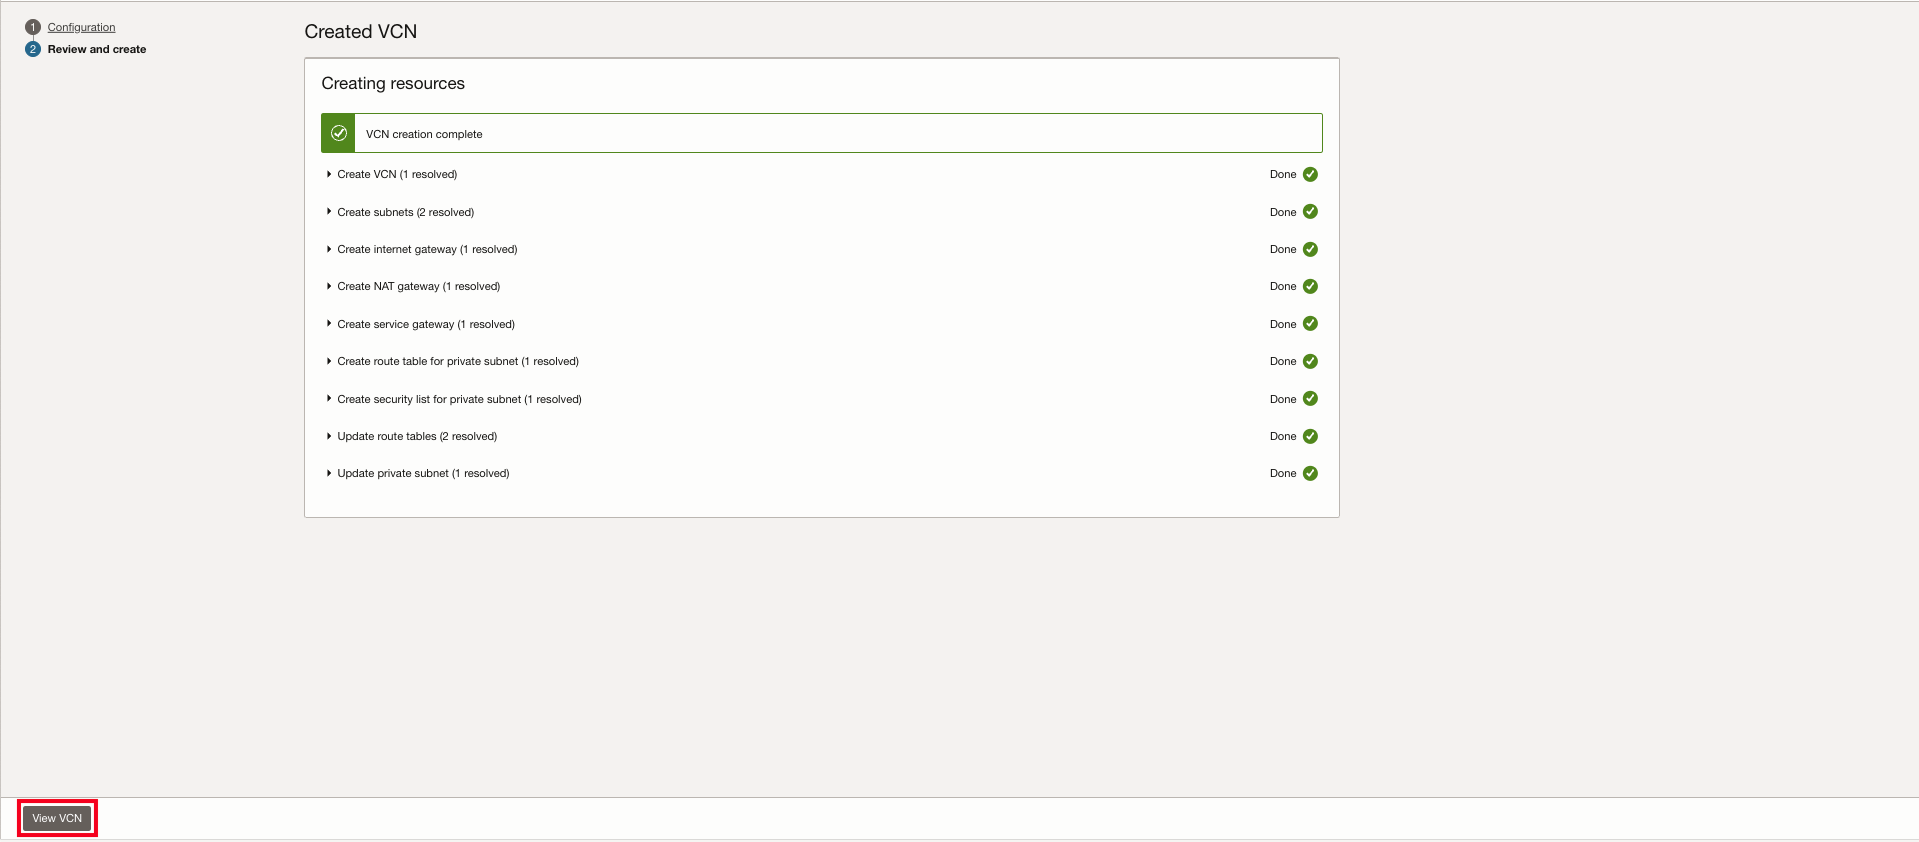 1 Configuration
2 Review and create
Created VCN
Creating resources
VCN creation complete
Create VCN (1 resolved) Done
Create subnets (2 resolved) Done
Create internet gateway (1 resolved) Done
Create NAT gateway (1 resolved) Done
Create service gateway (1 resolved) Done
Create route table for private subnet (1 resolved) Done
Create security list for private subnet (1 resolved) Done
Update route tables (2 resolved) Done
Update private subnet (1 resolved) Done
View VCN